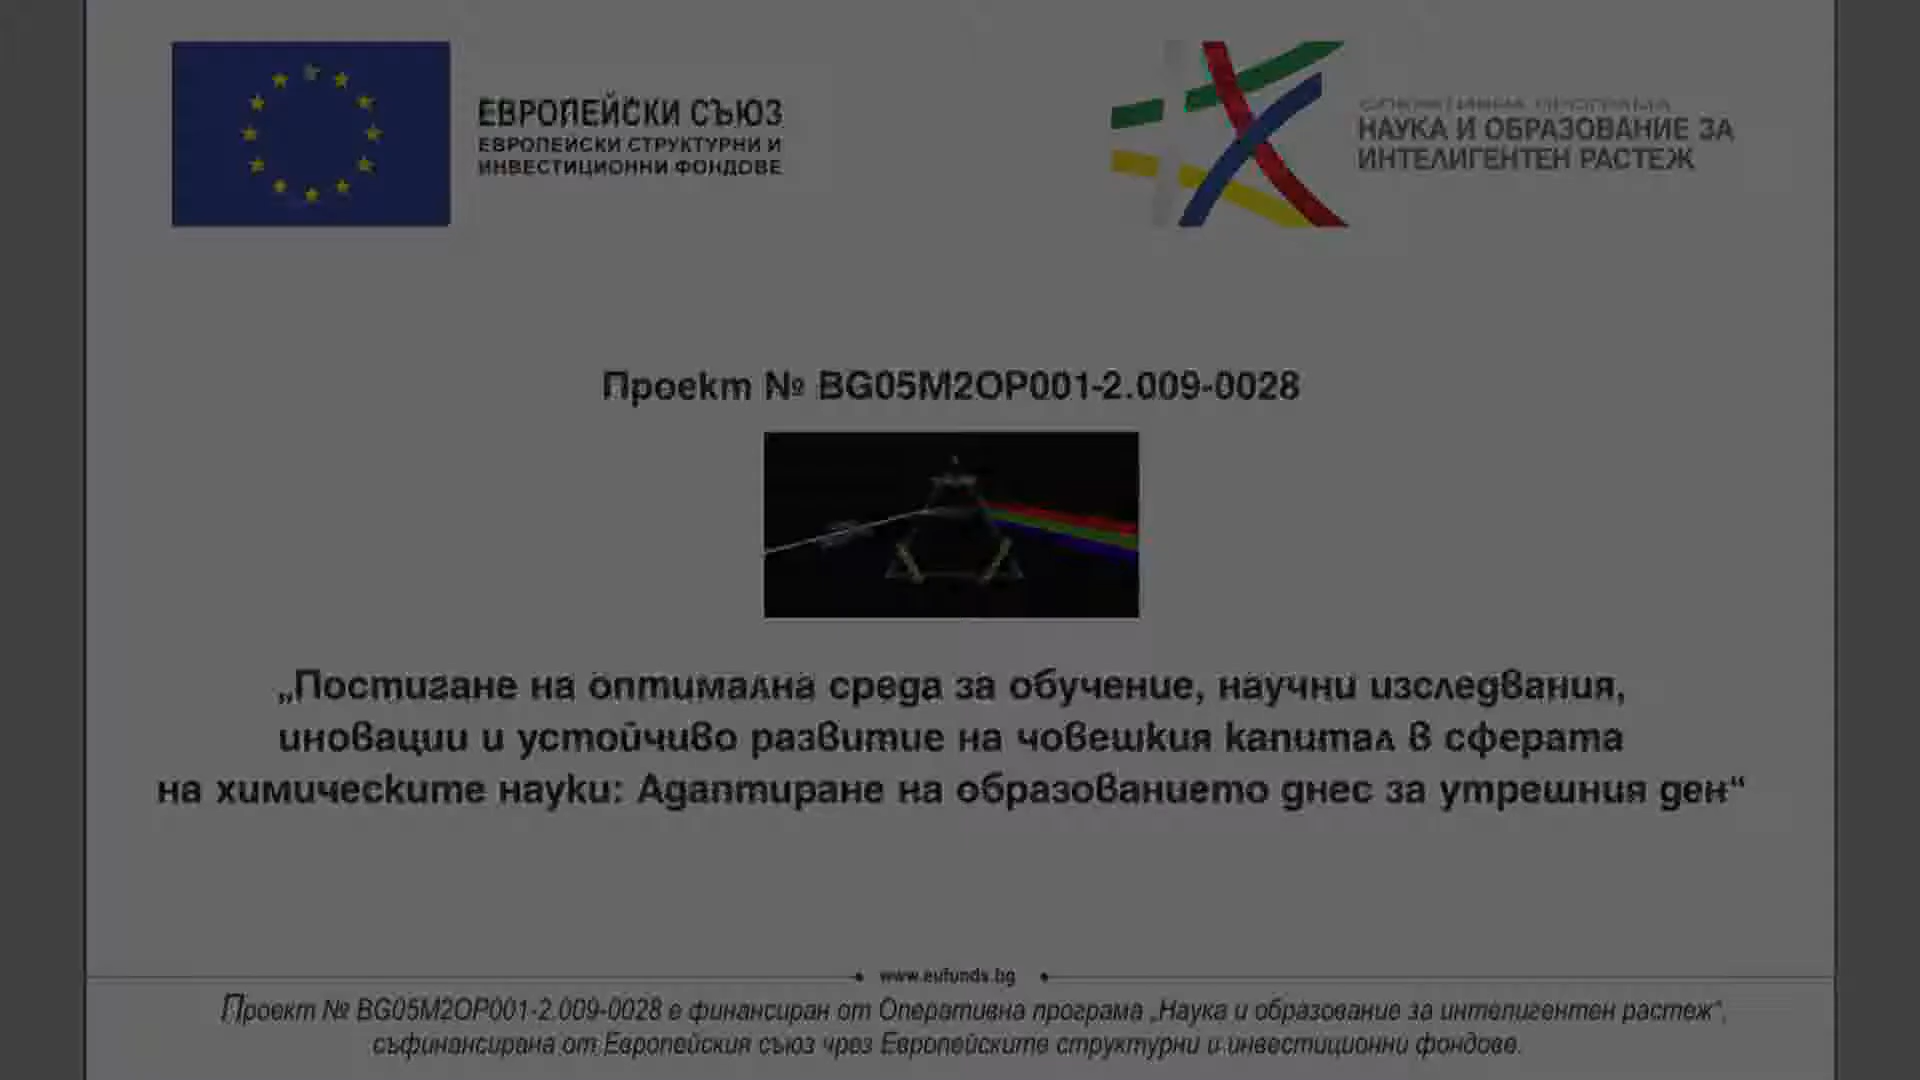 ЕВРОПЕЙСКИ СЪЮЗ
ЕВРОПЕЙСКИ СТРУКТУРНИ И
ИНВЕСТИЦИОННИ ФОНДОВЕ
ОПЕРАТИВНА ПРОГРАМА
НАУКА И ОБРАЗОВАНИЕ ЗА
ИНТЕЛИГЕНТЕН РАСТЕЖ
Проект № BG05M2OP001-2.009-0028
„Постигане на оптимална среда за обучение, научни изследвания,
иновации и устойчиво развитие на човешкия капитал в сферата
на химическите науки: Адаптиране на образованието днес за утрешния ден“
www.eufunds.bg
Проект № BG05M2OP001-2.009-0028 е финансиран от Оперативна програма „Наука и образование за интелигентен растеж“,
съфинансирана от Европейския съюз чрез Европейските структурни и инвестиционни фондове.